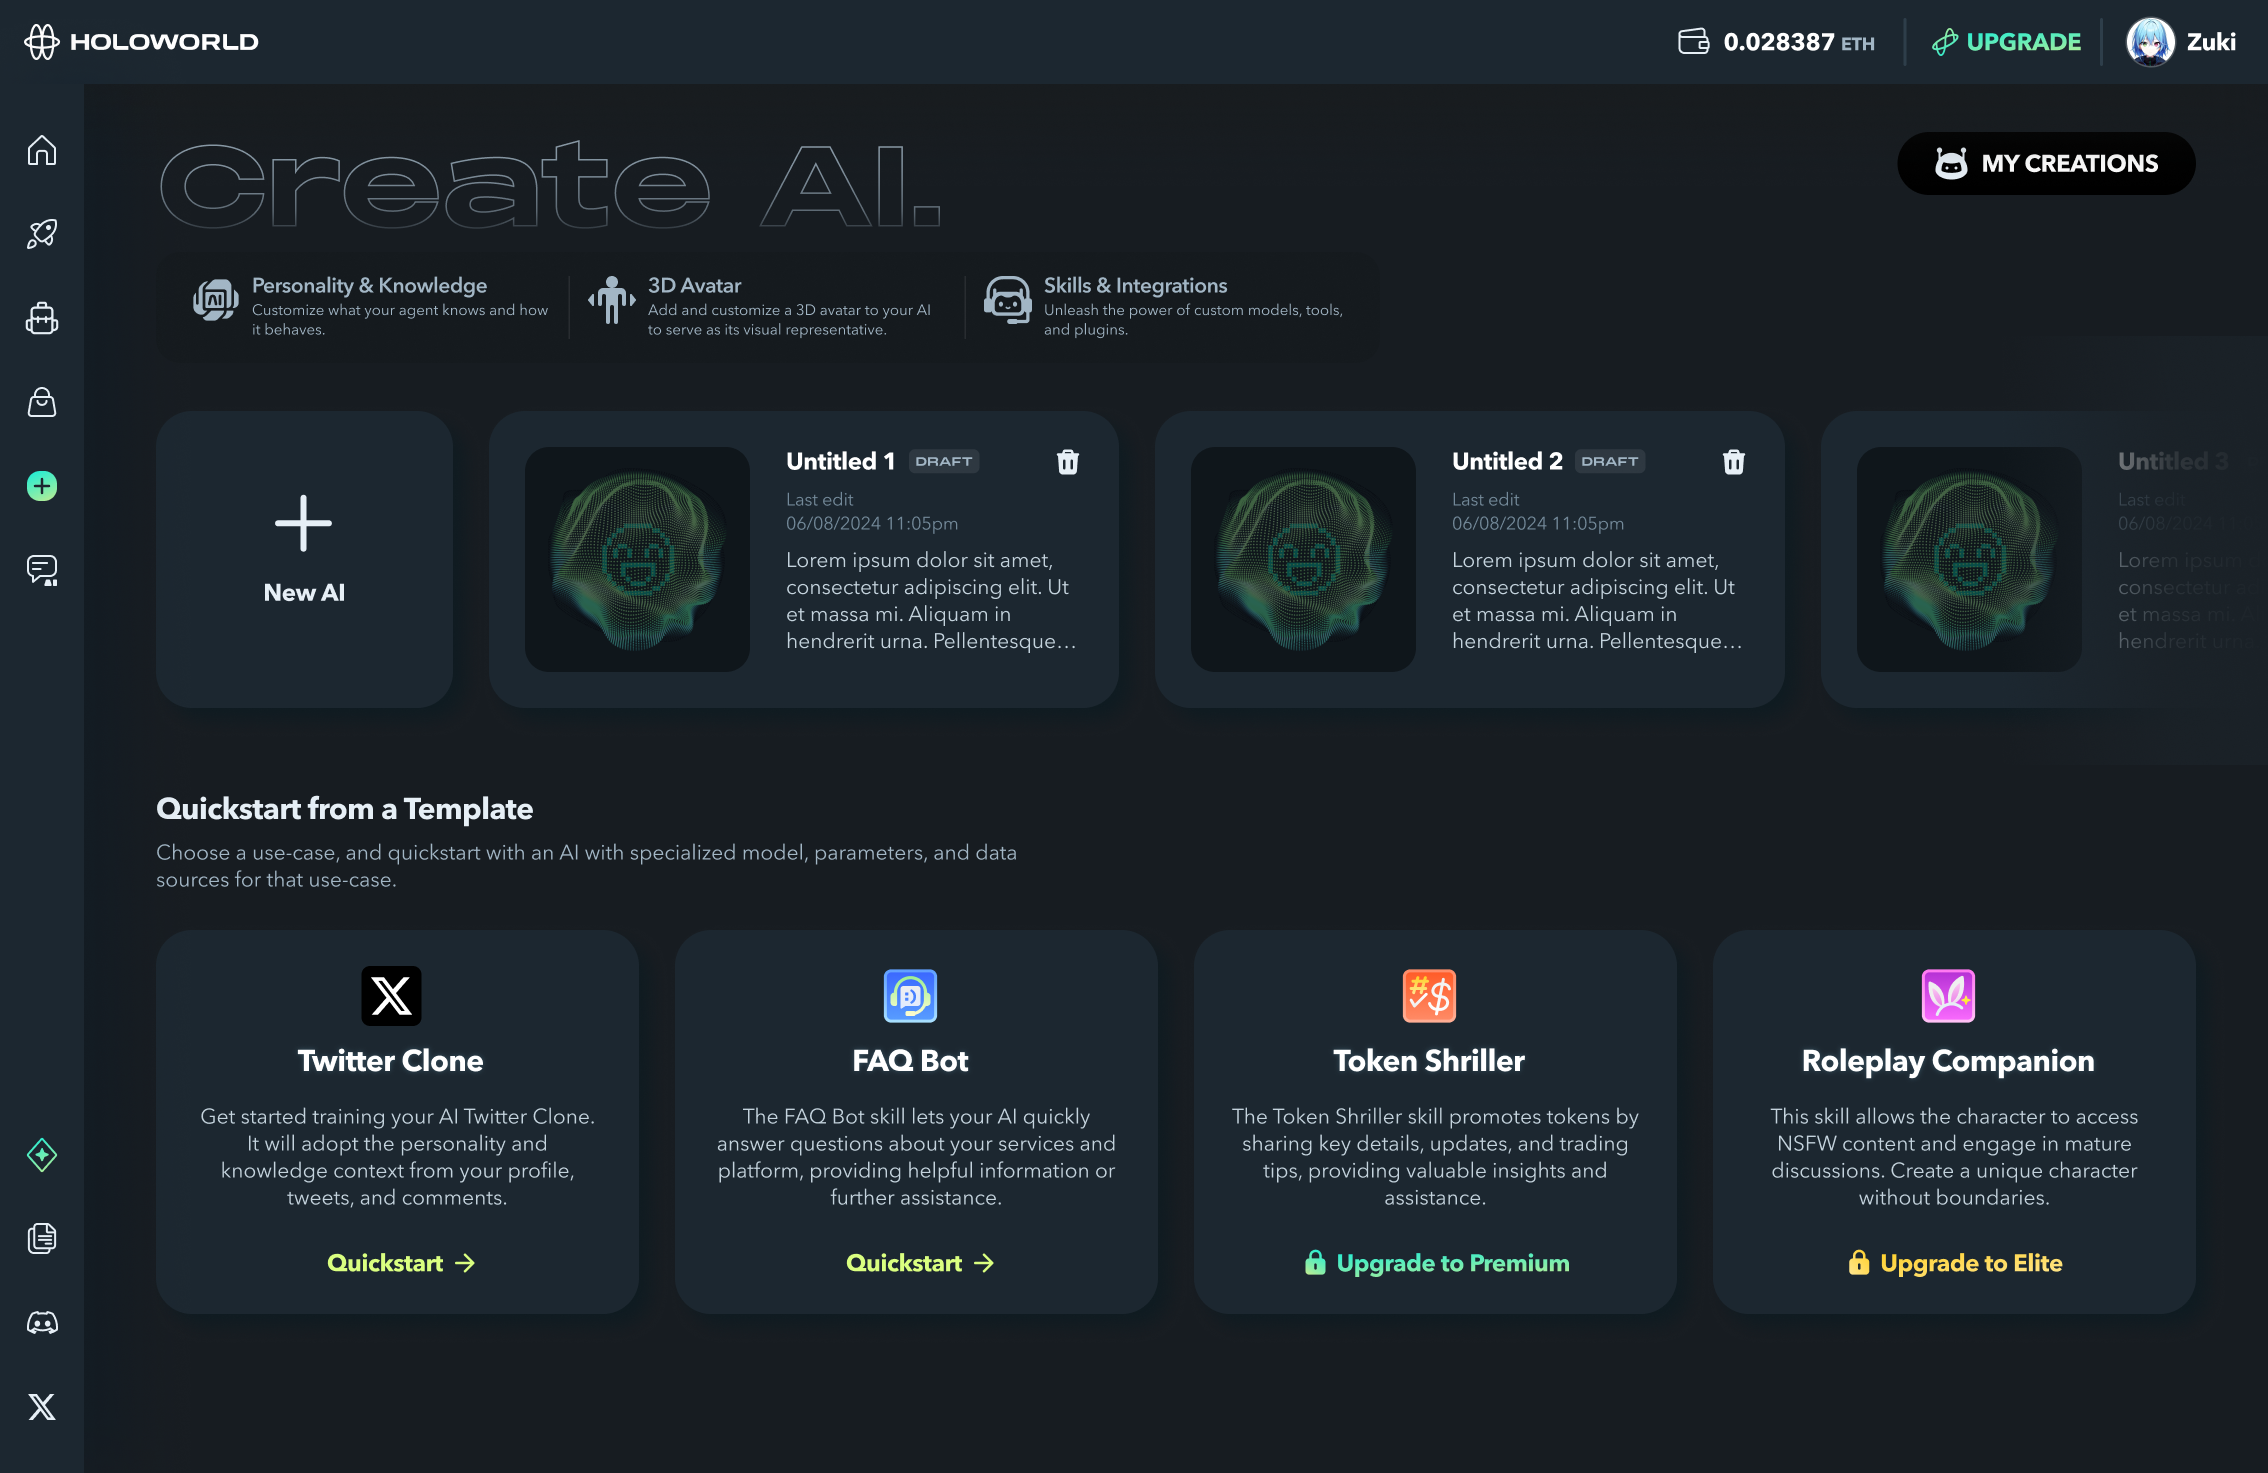 HOLOWORLD
0.028387 ETH
UPGRADE
Zuki
Create AI.
MY CREATIONS
Personality & Knowledge
Customize what your agent knows and how
it behaves.
3D Avatar
Add and customize a 3D avatar to your AI
to serve as its visual representative.
Skills & Integrations
Unleash the power of custom models, tools,
and plugins.
New AI
Untitled 1 DRAFT
Last edit
06/08/2024 11:05pm
Lorem ipsum dolor sit amet,
consectetur adipiscing elit. Ut
et massa mi. Aliquam in
hendrerit urna. Pellentesque...
Untitled 2 DRAFT
Last edit
06/08/2024 11:05pm
Lorem ipsum dolor sit amet,
consectetur adipiscing elit. Ut
et massa mi. Aliquam in
hendrerit urna. Pellentesque...
Untitled 3
Last edit
06/08/2024
Lorem ipsum
et massa mi.
hendrerit urna
Quickstart from a Template
Choose a use-case, and quickstart with an AI with specialized model, parameters, and data
sources for that use-case.
Twitter Clone
Get started training your AI Twitter Clone.
It will adopt the personality and
knowledge context from your profile,
tweets, and comments.
Quickstart →
FAQ Bot
The FAQ Bot skill lets your AI quickly
answer questions about your services and
platform, providing helpful information or
further assistance.
Quickstart →
Token Shriller
The Token Shriller skill promotes tokens by
sharing key details, updates, and trading
tips, providing valuable insights and
assistance.
Upgrade to Premium
Roleplay Companion
This skill allows the character to access
NSFW content and engage in mature
discussions. Create a unique character
without boundaries.
Upgrade to Elite